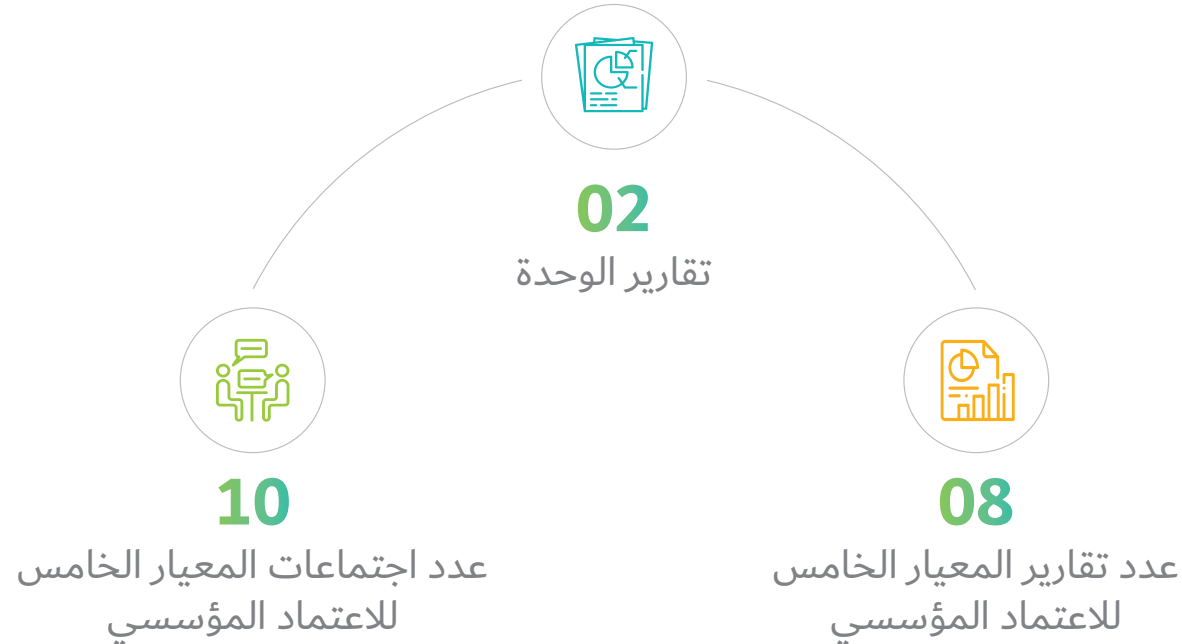 02
تقارير الوحدة
08
عدد تقارير المعيار الخامس
للاعتماد المؤسسي
10
عدد اجتماعات المعيار الخامس
للاعتماد المؤسسي